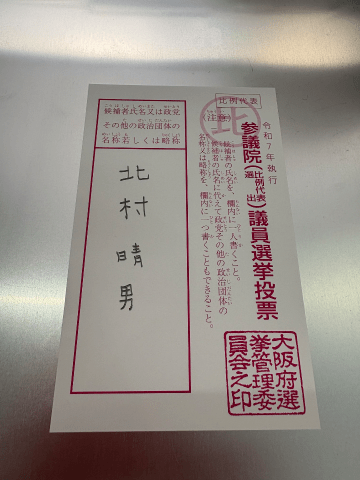 比例代表
北
令和7年執行
参議院(比例代表選出)議員選挙投票
(注意)
候補者の氏名を、欄内に一人書くこと。
候補者の氏名に代えて政党その他の政治団体の
名称又は略称を、欄内に一つ書くこともできること。
候補者氏名又は政党
その他の政治団体の
名称若しくは略称
北村晴男
大阪府選
挙管理委
員会之印